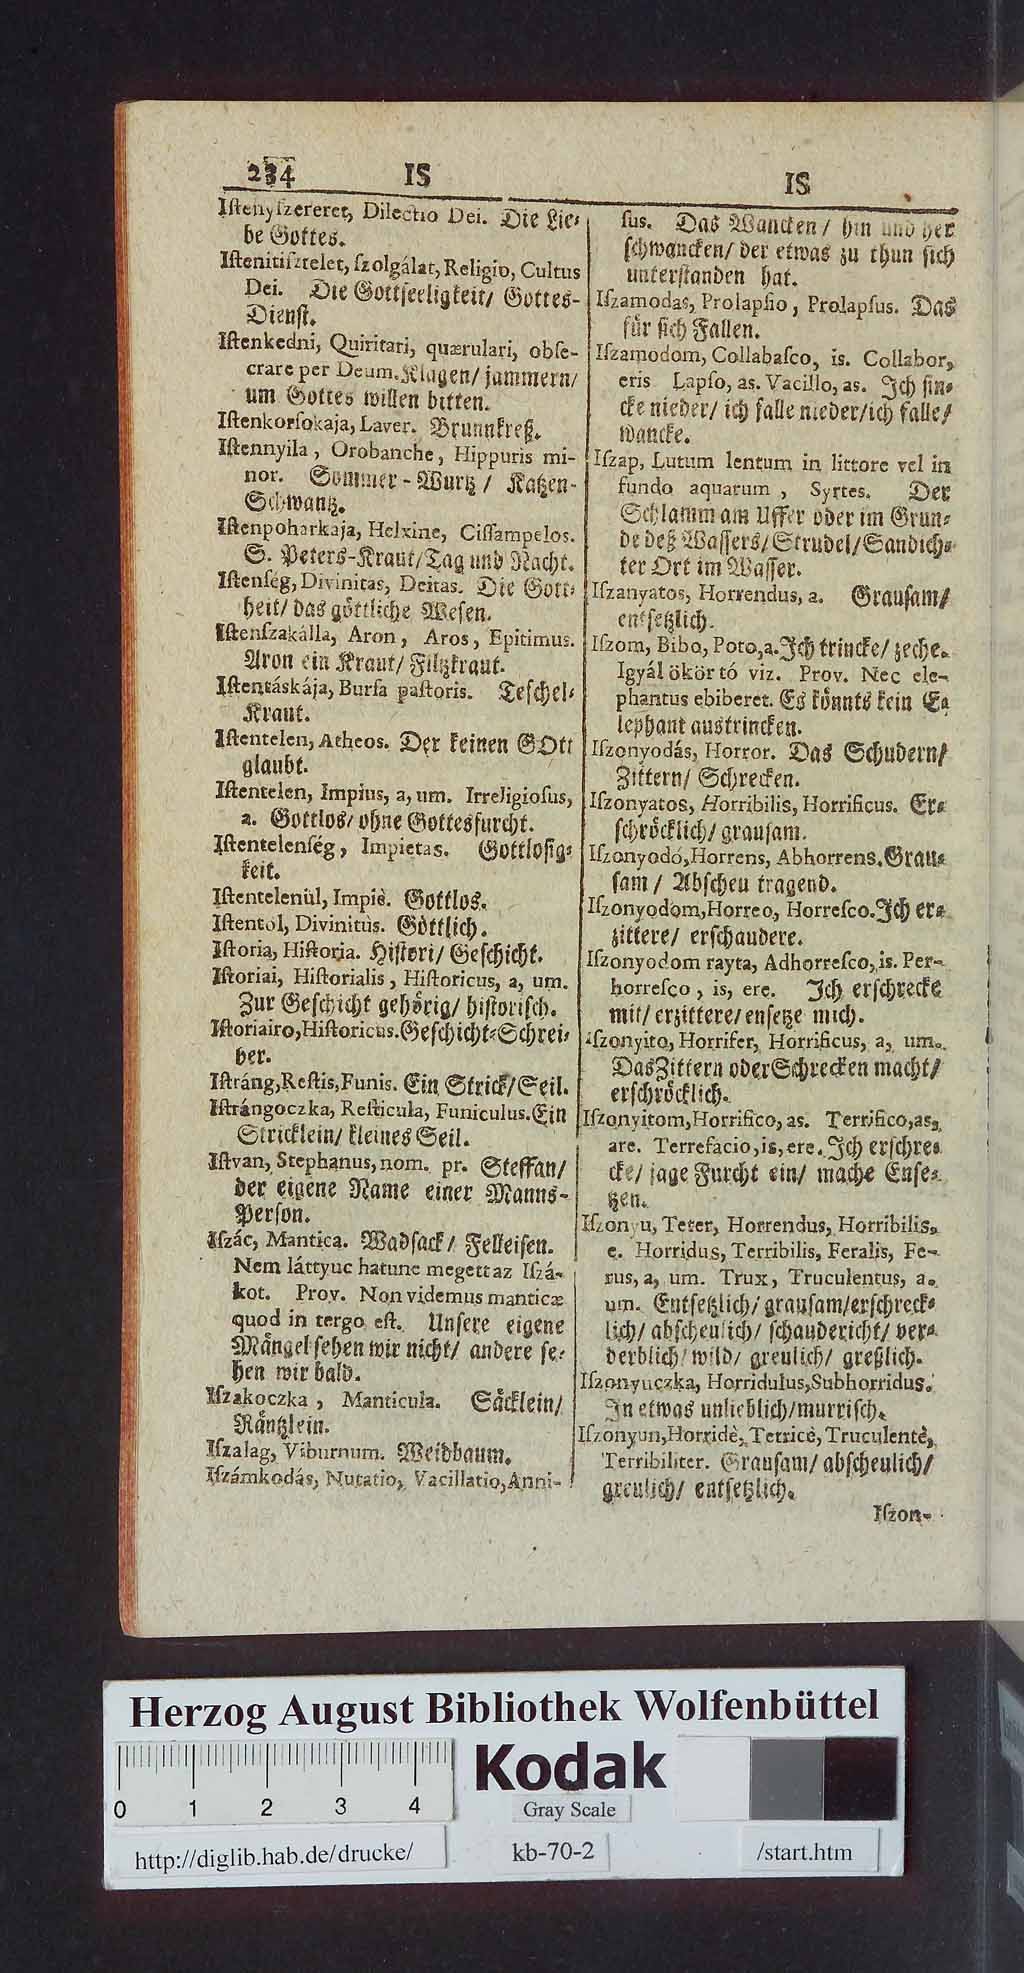 234 IS
Iſtenyſzereret, Dilectio Dei. Die Lie⸗
be Gottes.
Iſtenitiſztelet, ſzolgálat, Religio, Cultus
Dei. Die Gottſeeligkeit/ Gottes-
Dienſt.
Iſtenkedni, Quiritari, quærulari, obſe-
crare per Deum. Klagen/ jammern/
um Gottes willen bitten.
Iſtenkorſokaja, Laver. Brunnkreß.
Iſtennyila, Orobanche, Hippuris mi-
nor. Sommer-Wurtz/ Katzen-
Schwantz.
Iſtenpoharkaja, Helxine, Ciſſampelos.
S. Peters-Kraut/ Tag und Nacht.
Iſtenſég, Divinitas, Deitas. Die Gott⸗
heit/ das göttliche Weſen.
Iſtenſzakálla, Aron, Aros, Epitimus.
Aron ein Kraut/ Filtzkraut.
Iſtentáskája, Burſa paſtoris. Teſchel⸗
Kraut.
Iſtentelen, Atheos. Der keinen GOtt
glaubt.
Iſtentelen, Impius, a, um. Irreligioſus,
a. Gottlos/ ohne Gottesfurcht.
Iſtentelenſég, Impietas. Gottloſig⸗
keit.
Iſtentelenül, Impiè. Gottlos.
Iſtentol, Divinitùs. Göttlich.
Iſtoria, Hiſtoria. Hiſtori/ Geſchicht.
Iſtoriai, Hiſtorialis, Hiſtoricus, a, um.
Zur Geſchicht gehörig/ hiſtoriſch.
Iſtoriairo, Hiſtoricus. Geſchicht⸗Schrei⸗
ber.
Iſtráng, Reſtis, Funis. Ein Strick/ Seil.
Iſtrángoczka, Reſticula, Funiculus. Ein
Stricklein/ kleines Seil.
Iſtvan, Stephanus, nom. pr. Steffan/
der eigene Name einer Manns-
Perſon.
Iſzác, Mantica. Wadſack/ Felleiſen.
Nem láttyuc hatunc megett az Iſzá-
kot. Prov. Non videmus manticæ
quod in tergo eſt. Unſere eigene
Mängel ſehen wir nicht/ andere ſe⸗
hen wir bald.
Iſzakoczka, Manticula. Säcklein/
Räntzlein.
Iſzalag, Viburnum. Weidbaum.
Iſzámkodás, Nutatio, Vacillatio, Anni-
IS
ſus. Das Wancken/ hin und her
ſchwancken/ der etwas zu thun ſich
unterſtanden hat.
Iſzamodas, Prolapſio, Prolapſus. Das
für ſich Fallen.
Iſzamodom, Collabaſco, is. Collabor,
eris Lapſo, as. Vacillo, as. Ich ſin⸗
cke nieder/ ich falle nieder/ ich falle/
wancke.
Iſzap, Lutum lentum in littore vel in
fundo aquarum, Syrtes. Der
Schlamm am Uffer oder im Grun⸗
de deß Waſſers/ Strudel/ Sandich⸗
ter Ort im Waſſer.
Iſzanyatos, Horrendus, a. Grauſam/
entſetzlich.
Iſzom, Bibo, Poto, a. Ich trincke/ zeche.
Igyál ökör tó viz. Prov. Nec ele-
phantus ebiberet. Es könnts kein E⸗
lephant austrincken.
Iſzonyodás, Horror. Das Schudern/
Zittern/ Schrecken.
Iſzonyatos, Horribilis, Horrificus. Er⸗
ſchröcklich/ grauſam.
Iſzonyodó, Horrens, Abhorrens. Grau⸗
ſam/ Abſcheu tragend.
Iſzonyodom, Horreo, Horreſco. Ich er⸗
zittere/ erſchaudere.
Iſzonyodom rayta, Adhorreſco, is. Per-
horreſco, is, ere. Ich erſchrecke
mit/ erzittere/ enſetze mich.
Iſzonyito, Horrifer, Horrificus, a, um.
Das Zittern oder Schrecken macht/
erſchröcklich.
Iſzonyitom, Horrifico, as. Terrifico, as,
are. Terrefacio, is, ere. Ich erſchre⸗
cke/ jage Furcht ein/ mache Enſe⸗
tzen.
Iſzonyu, Teter, Horrendus, Horribilis,
e. Horridus, Terribilis, Feralis, Fe-
rus, a, um. Trux, Truculentus, a.
um. Entſetzlich/ grauſam/ erſchreck⸗
lich/ abſcheulich/ ſchaudericht/ ver⸗
derblich/ wild/ greulich/ greßlich.
Iſzonyuczka, Horridulus, Subhorridus.
In etwas unlieblich/ murriſch.
Iſzonyun, Horridè, Tetricè, Truculentè,
Terribiliter. Grauſam/ abſcheulich/
greulich/ entſetzlich.
Iſzon-
Herzog August Bibliothek Wolfenbüttel
Kodak
0 1 2 3 4
Gray Scale
http://diglib.hab.de/drucke/ kb-70-2 /start.htm